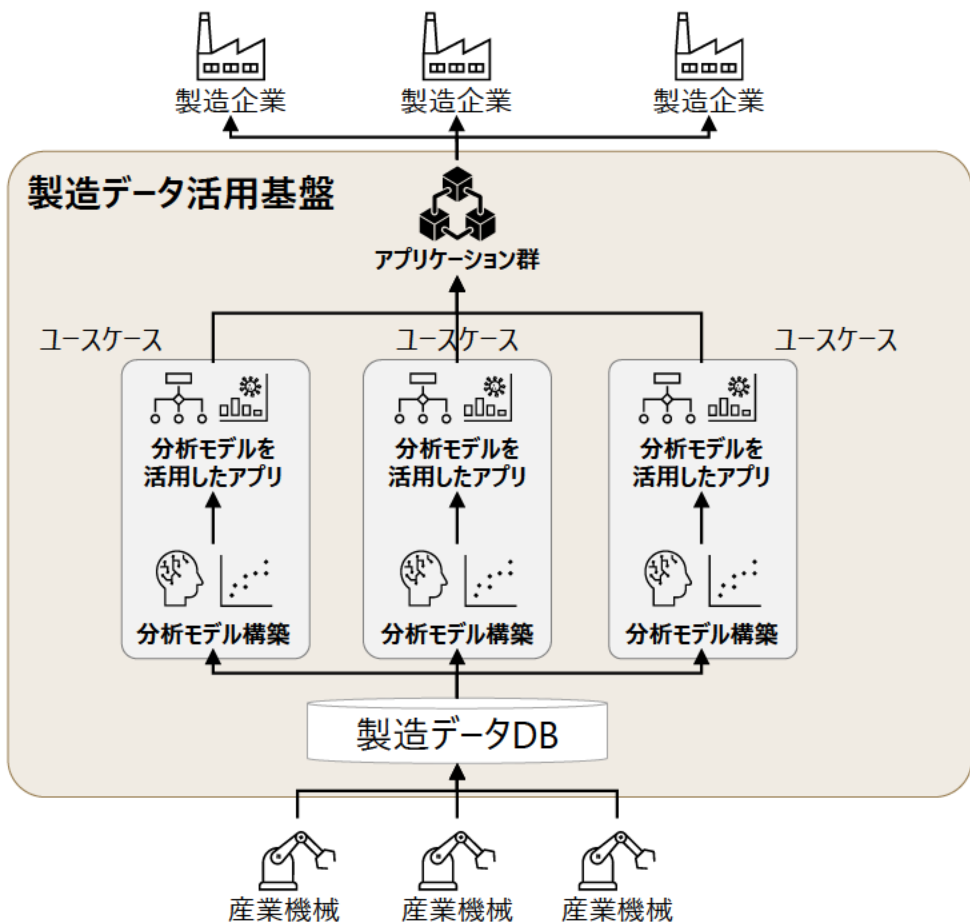 製造企業
製造企業
製造企業
製造データ活用基盤
アプリケーション群
ユースケース
ユースケース
ユースケース
分析モデルを
活用したアプリ
分析モデルを
活用したアプリ
分析モデルを
活用したアプリ
分析モデル構築
分析モデル構築
分析モデル構築
製造データDB
産業機械
産業機械
産業機械